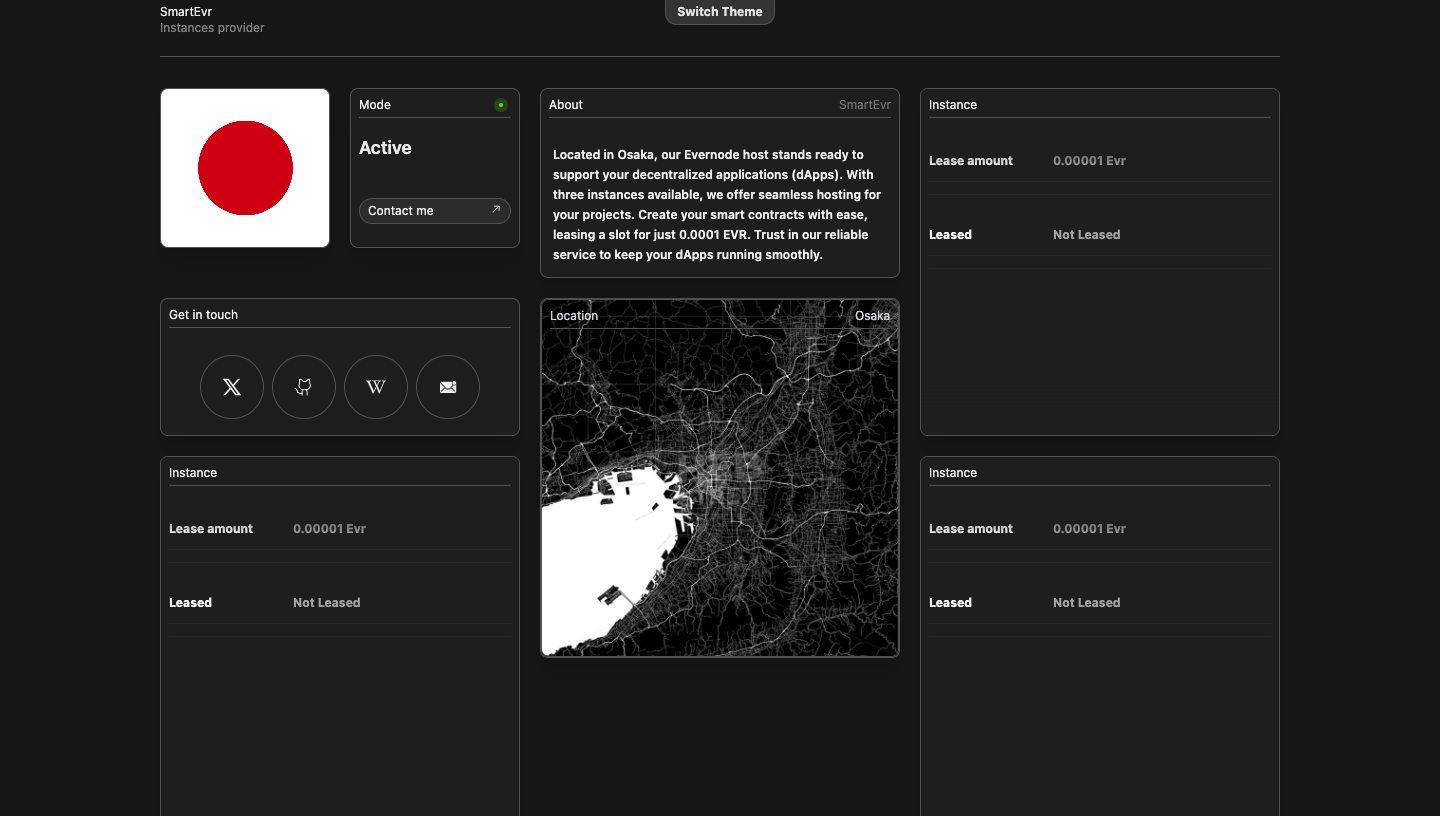 SmartEvr
Instances provider
Switch Theme
Mode
Active
Contact me
About
SmartEvr
Located in Osaka, our Evernode host stands ready to
support your decentralized applications (dApps). With
three instances available, we offer seamless hosting for
your projects. Create your smart contracts with ease,
leasing a slot for just 0.0001 EVR. Trust in our reliable
service to keep your dApps running smoothly.
Instance
Lease amount 0.00001 Evr
Leased Not Leased
Get in touch
Location
Osaka
Instance
Lease amount 0.00001 Evr
Leased Not Leased
Instance
Lease amount 0.00001 Evr
Leased Not Leased